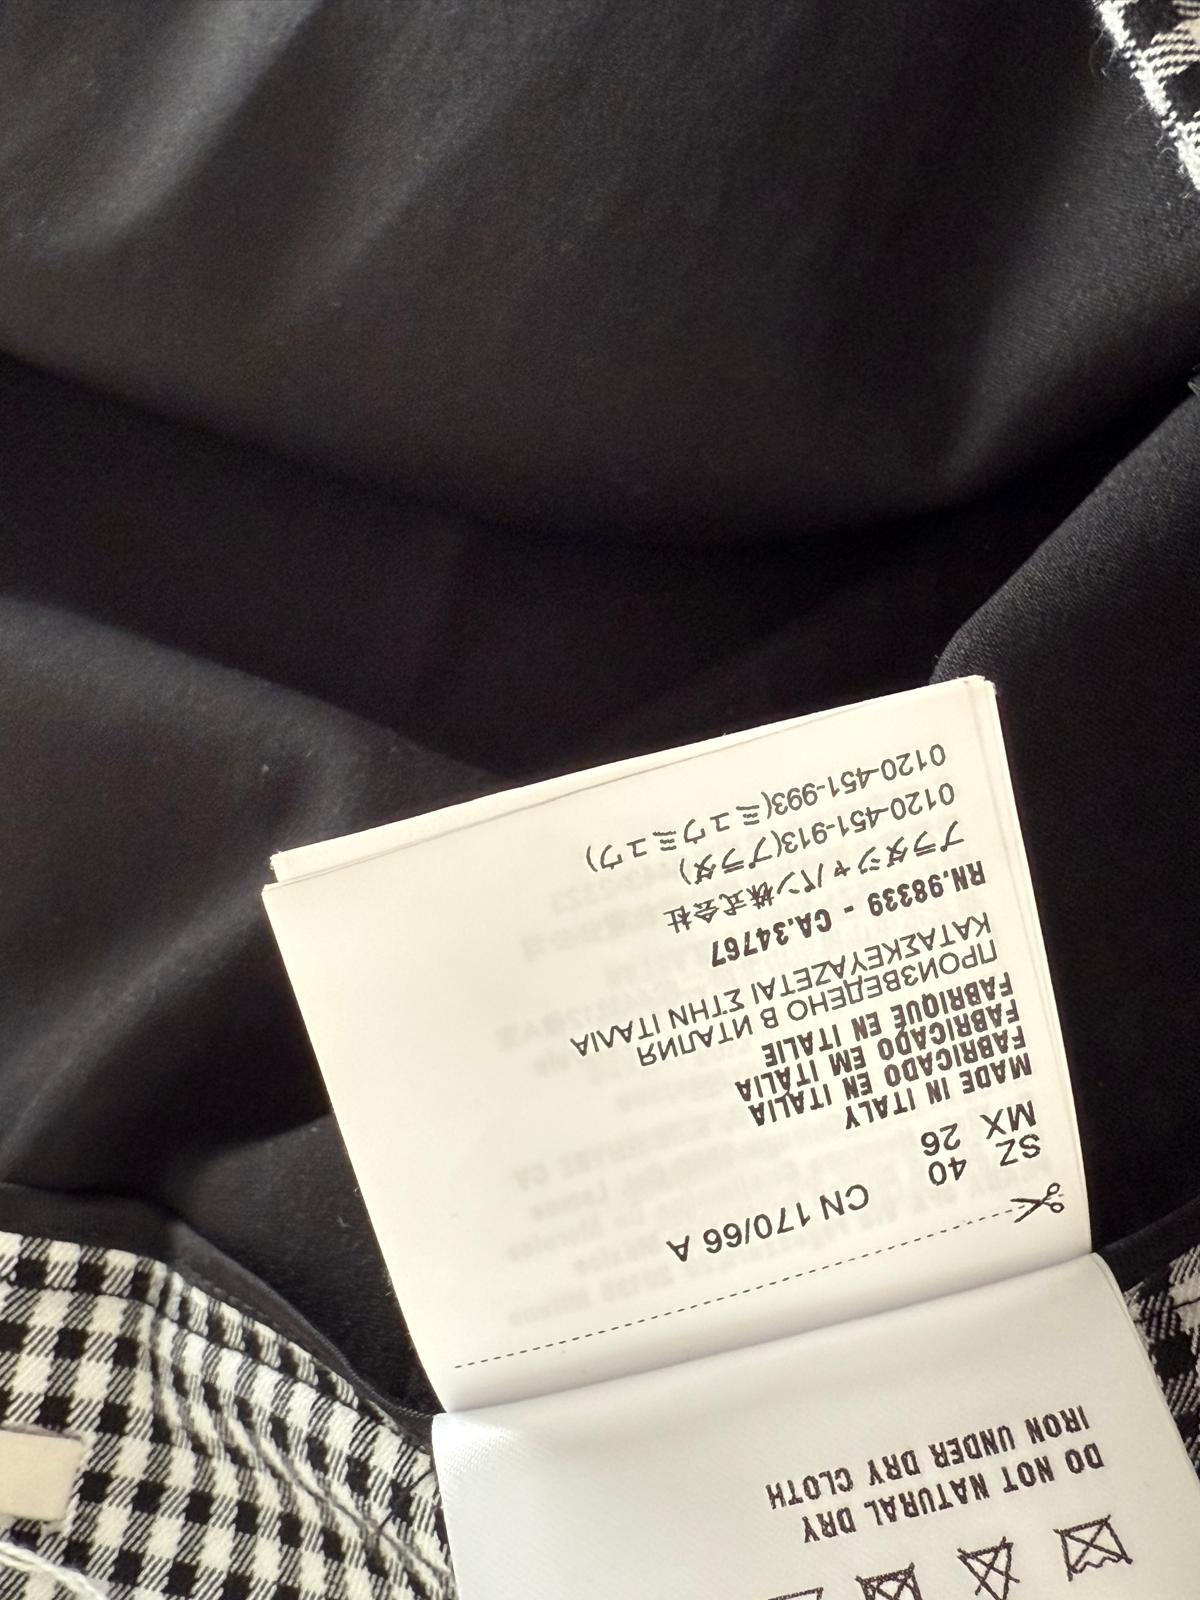 IRON UNDER DRY CLOTH
DO NOT NATURAL DRY
SZ 40 CN 170/66 A
MX 26
MADE IN ITALY
FABRICADO EN ITALIA
FABRICADO EM ITÁLIA
FABRIQUÉ EN ITALIE
ПРОИЗВЕДЕНО В ИТАЛИЯ
ΚΑΤΑΣΚΕΥΑΖΕΤΑΙ ΣΤΗΝ ΙΤΑΛΙΑ
RN.98339 - CA.34767
プラダジャパン株式会社
0120-451-913(プラダ)
0120-451-993(ミュウミュウ)